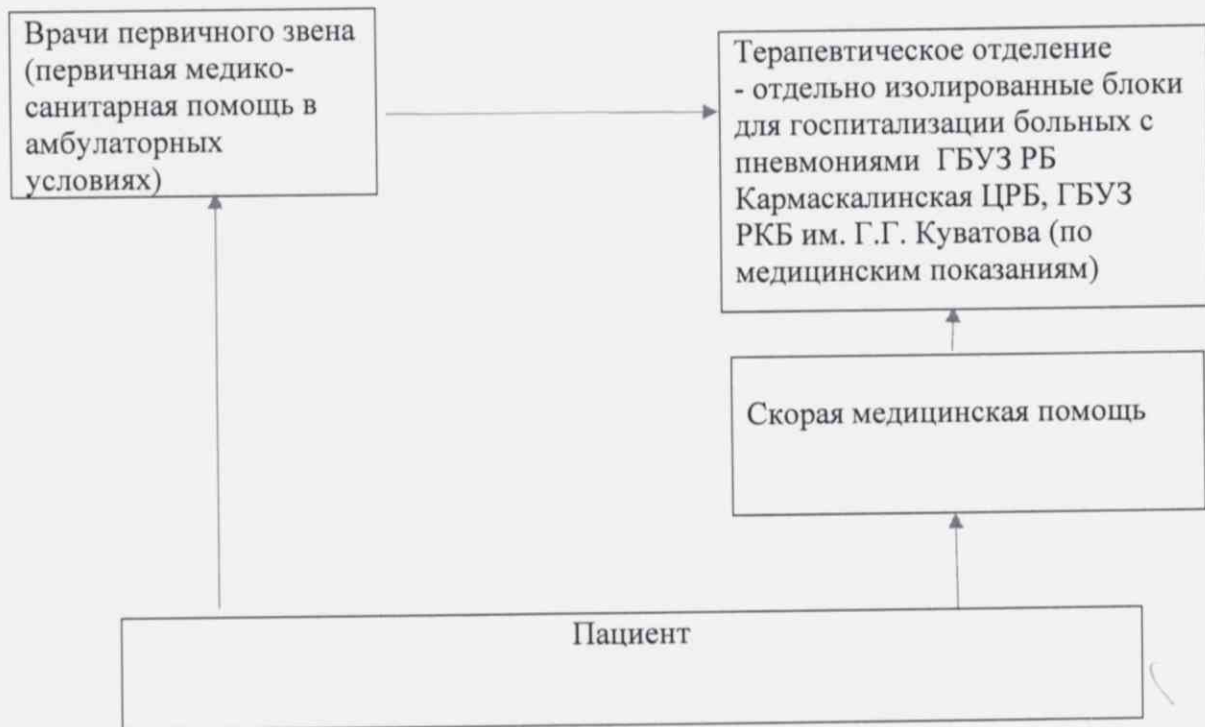 Врачи первичного звена
(первичная медико-
санитарная помощь в
амбулаторных
условиях)
Терапевтическое отделение
- отдельно изолированные блоки
для госпитализации больных с
пневмониями ГБУЗ РБ
Кармаскалинская ЦРБ, ГБУЗ
РКБ им. Г.Г. Куватова (по
медицинским показаниям)
Скорая медицинская помощь
Пациент